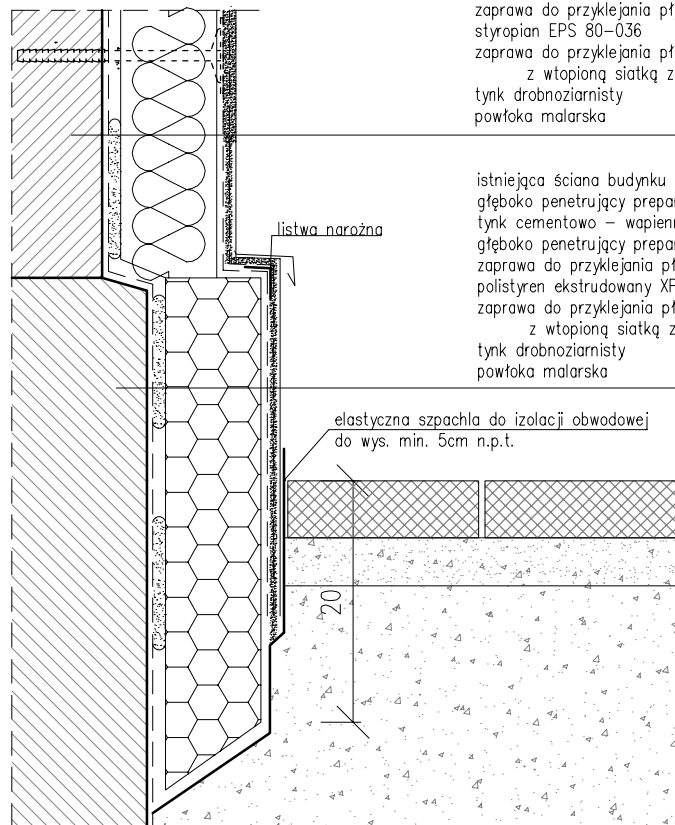 zaprawa do przyklejania pł
styropian EPS 80-036
zaprawa do przyklejania pł
z wtopioną siatką z
tynk drobnoziarnisty
powłoka malarska
istniejąca ściana budynku
głęboko penetrujący prepar
tynk cementowo – wapienn
głęboko penetrujący prepar
zaprawa do przyklejania pł
polistyren ekstrudowany XP
zaprawa do przyklejania pł
z wtopioną siatką z
tynk drobnoziarnisty
powłoka malarska
listwa narożna
elastyczna szpachla do izolacji obwodowej
do wys. min. 5cm n.p.t.
20